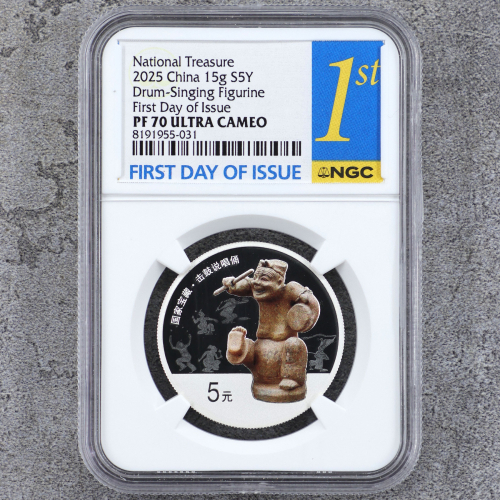 National Treasure
2025 China 15g S5Y
Drum-Singing Figurine
First Day of Issue
PF 70 ULTRA CAMEO
8191955-031
FIRST DAY OF ISSUE
1st
NGC
国家宝藏·击鼓说唱俑
5元